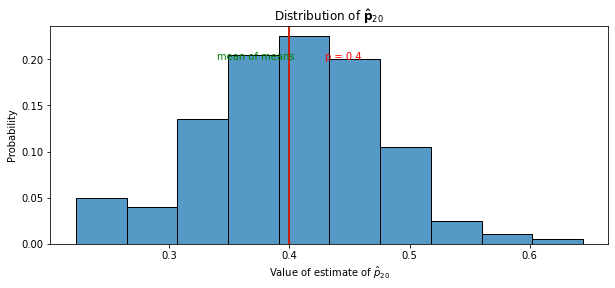 Distribution of p̂₂₀
mean of means
p = 0.4
Probability
0.20
0.15
0.10
0.05
0.00
0.3
0.4
0.5
0.6
Value of estimate of p̂₂₀